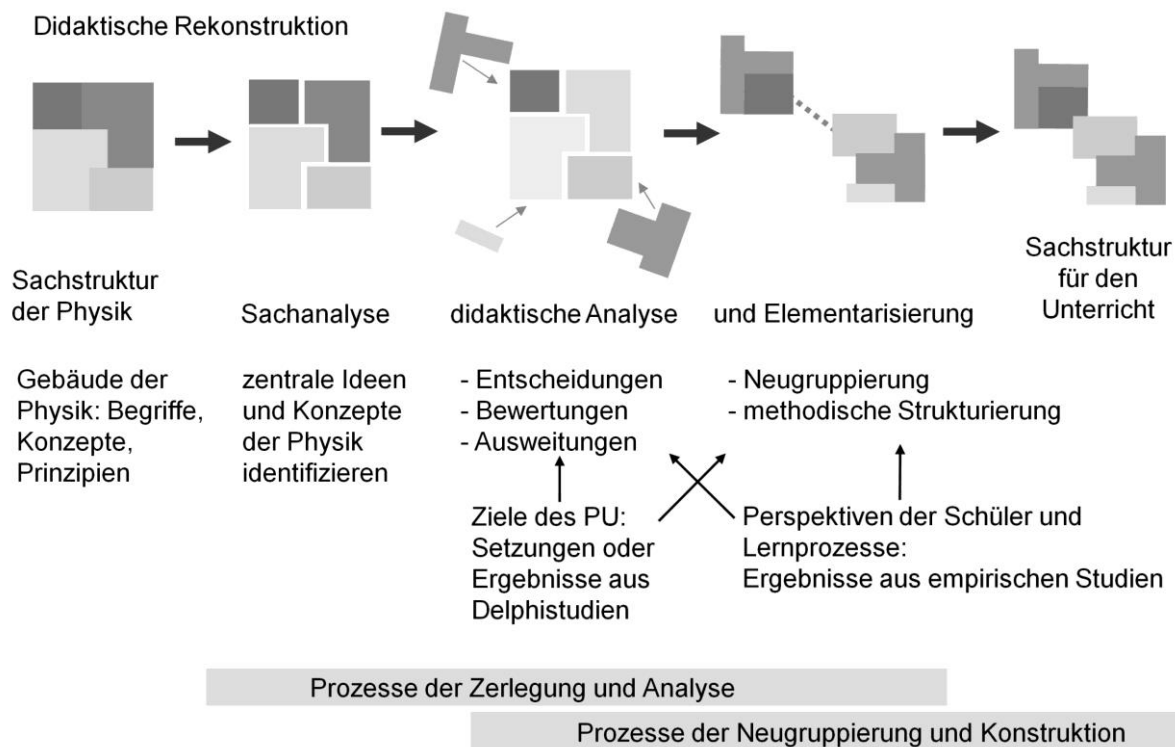 Didaktische Rekonstruktion
Sachstruktur
der Physik
Sachanalyse
didaktische Analyse
und Elementarisierung
Sachstruktur
für den
Unterricht
Gebäude der
Physik: Begriffe,
Konzepte,
Prinzipien
zentrale Ideen
und Konzepte
der Physik
identifizieren
- Entscheidungen
- Bewertungen
- Ausweitungen
- Neugruppierung
- methodische Strukturierung
Ziele des PU:
Setzungen oder
Ergebnisse aus
Delphistudien
Perspektiven der Schüler und
Lernprozesse:
Ergebnisse aus empirischen Studien
Prozesse der Zerlegung und Analyse
Prozesse der Neugruppierung und Konstruktion